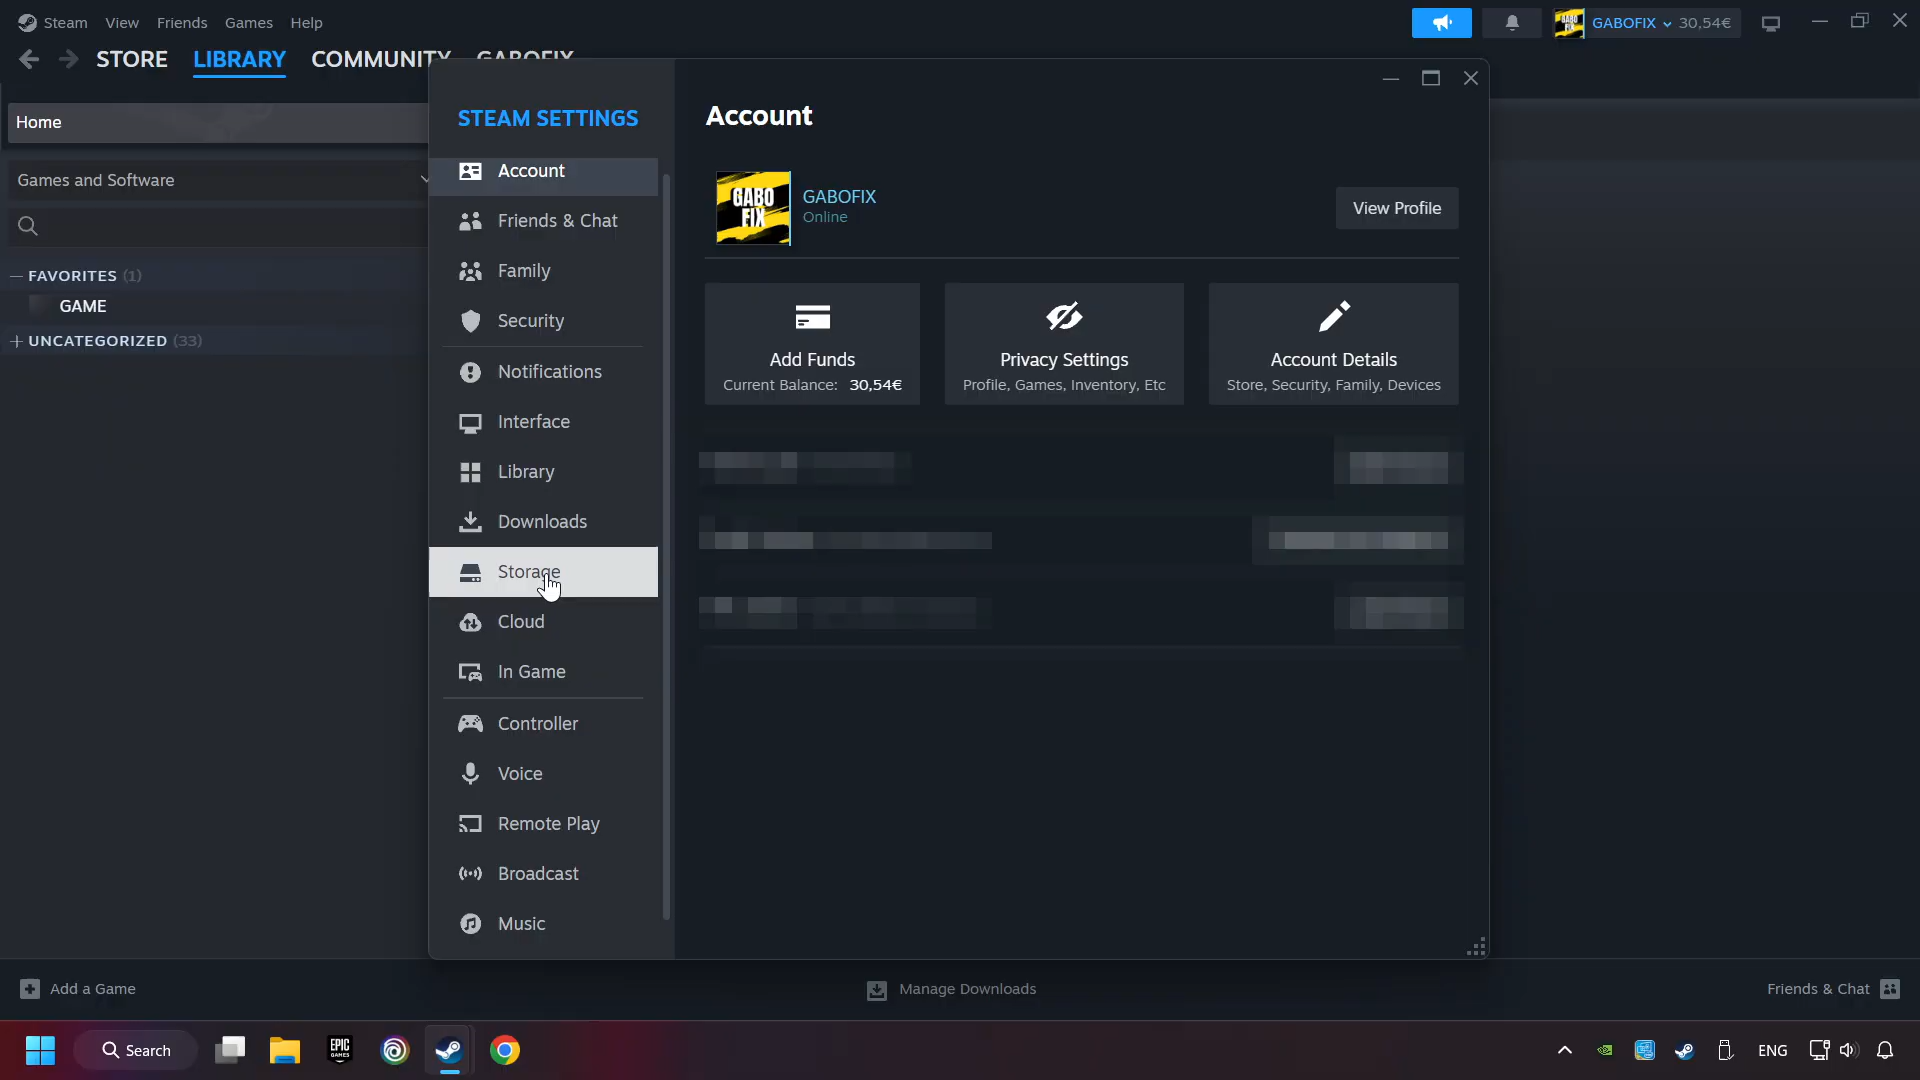 Steam View Friends Games Help
GABOFIX 30,54€
STORE LIBRARY COMMUNITY GABOFIX
Home
Games and Software
FAVORITES (1)
GAME
UNCATEGORIZED (33)
STEAM SETTINGS
Account
Friends & Chat
Family
Security
Notifications
Interface
Library
Downloads
Storage
Cloud
In Game
Controller
Voice
Remote Play
Broadcast
Music
Account
GABO
FIX
GABOFIX
Online
View Profile
Add Funds
Current Balance: 30,54€
Privacy Settings
Profile, Games, Inventory, Etc
Account Details
Store, Security, Family, Devices
Add a Game
Manage Downloads
Friends & Chat
Search
EPIC
GAMES
ENG